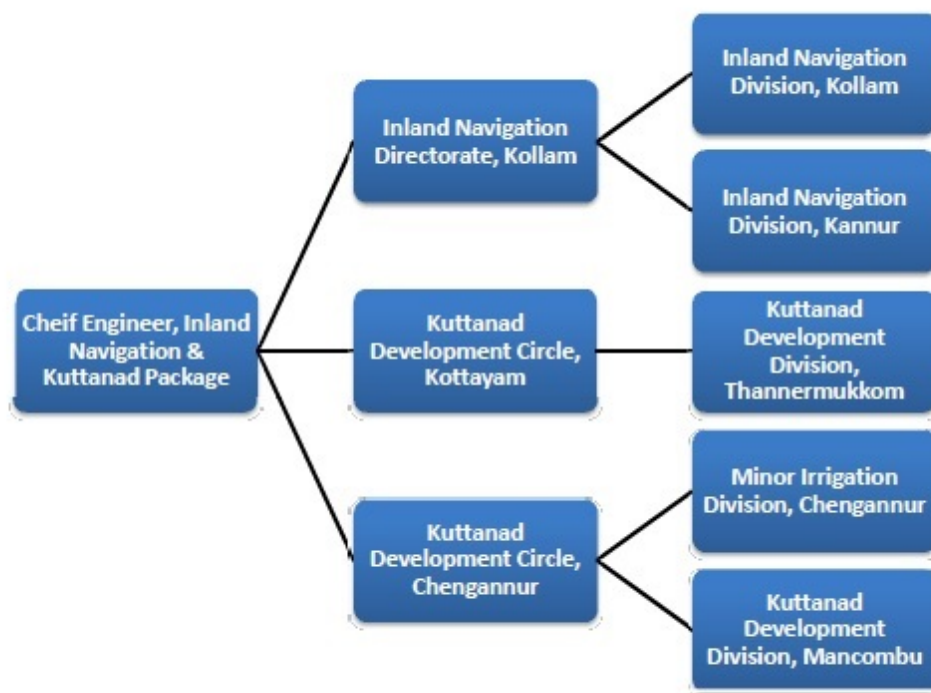 Cheif Engineer, Inland
Navigation &
Kuttanad Package
Inland Navigation
Directorate, Kollam
Inland Navigation
Division, Kollam
Inland Navigation
Division, Kannur
Kuttanad
Development Circle,
Kottayam
Kuttanad
Development
Division,
Thannermukkom
Kuttanad
Development Circle,
Chengannur
Minor Irrigation
Division, Chengannur
Kuttanad
Development
Division, Mancombu